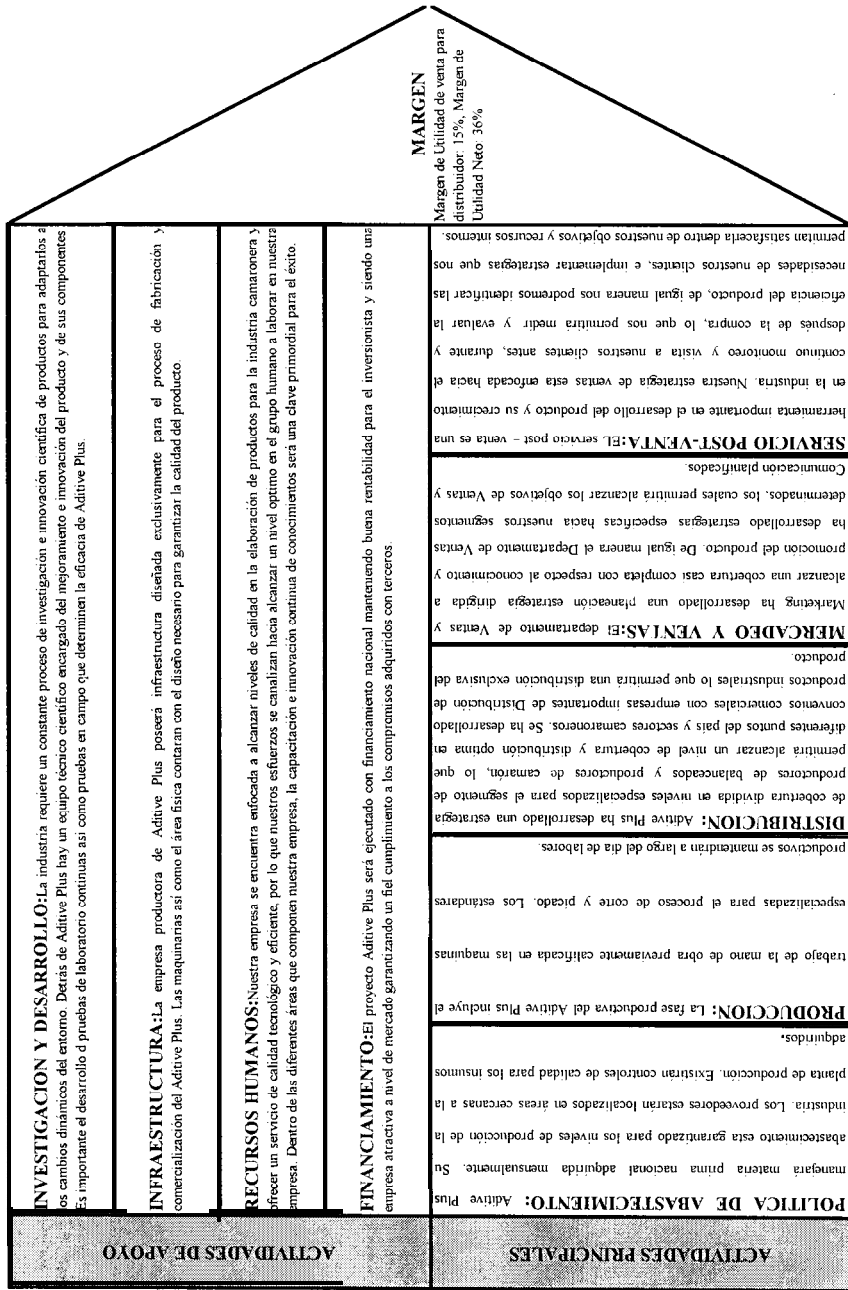 ACTIVIDADES DE APOYO
INVESTIGACION Y DESARROLLO:La industria requiere un constante proceso de investigación e innovación científica de productos para adaptarlos a
los cambios dinámicos del entorno. Detrás de Aditive Plus hay un equipo técnico científico encargado del mejoramiento e innovación del producto y de sus componentes
Es importante el desarrollo d pruebas de laboratorio continuas así como pruebas en campo que determinen la eficacia de Aditive Plus.
INFRAESTRUCTURA:La empresa productora de Aditive Plus poseerá infraestructura diseñada exclusivamente para el proceso de fabricación y
comercialización del Aditive Plus. Las maquinarias así como el área física contaran con el diseño necesario para garantizar la calidad del producto.
RECURSOS HUMANOS:Nuestra empresa se encuentra enfocada a alcanzar niveles de calidad en la elaboración de productos para la industria camaronera y
ofrecer un servicio de calidad tecnológico y eficiente, por lo que nuestros esfuerzos se canalizan hacia alcanzar un nivel optimo en el grupo humano a laborar en nuestra
empresa. Dentro de las diferentes áreas que componen nuestra empresa, la capacitación e innovación continua de conocimientos será una clave primordial para el éxito.
FINANCIAMIENTO:El proyecto Aditive Plus será ejecutado con financiamiento nacional manteniendo buena rentabilidad para el inversionista y siendo una
empresa atractiva a nivel de mercado garantizando un fiel cumplimiento a los compromisos adquiridos con terceros.
ACTIVIDADES PRINCIPALES
POLITICA DE ABASTECIMIENTO: Aditive Plus
manejará materia prima nacional adquirida mensualmente. Su
abastecimiento esta garantizado para los niveles de producción de la
industria. Los proveedores estarán localizados en áreas cercanas a la
planta de producción. Existirán controles de calidad para los insumos
adquiridos.
PRODUCCION: La fase productiva del Aditive Plus incluye el
trabajo de la mano de obra previamente calificada en las maquinas
especializadas para el proceso de corte y picado. Los estándares
productivos se mantendrán a largo del día de labores.
DISTRIBUCION: Aditive Plus ha desarrollado una estrategia
de cobertura dividida en niveles especializados para el segmento de
productores de balanceados y productores de camarón, lo que
permitirá alcanzar un nivel de cobertura y distribución optima en
diferentes puntos del país y sectores camaroneros. Se ha desarrollado
convenios comerciales con empresas importantes de Distribución de
productos industriales lo que permitirá una distribución exclusiva del
producto.
MERCADEO Y VENTAS:El departamento de Ventas y
Marketing ha desarrollado una planeación estrategia dirigida a
alcanzar una cobertura casi completa con respecto al conocimiento y
promoción del producto. De igual manera el Departamento de Ventas
ha desarrollado estrategias especificas hacia nuestros segmentos
determinados, los cuales permitirá alcanzar los objetivos de Ventas y
Comunicación planificados.
SERVICIO POST-VENTA:EL servicio post – venta es una
herramienta importante en el desarrollo del producto y su crecimiento
en la industria. Nuestra estrategia de ventas esta enfocada hacia el
continuo monitoreo y visita a nuestros clientes antes, durante y
después de la compra, lo que nos permitirá medir y evaluar la
eficiencia del producto, de igual manera nos podremos identificar las
necesidades de nuestros clientes, e implementar estrategias que nos
permitan satisfacerla dentro de nuestros objetivos y recursos internos.
MARGEN
Margen de Utilidad de venta para
distribuidor: 15%, Margen de
Utilidad Neto: 36%